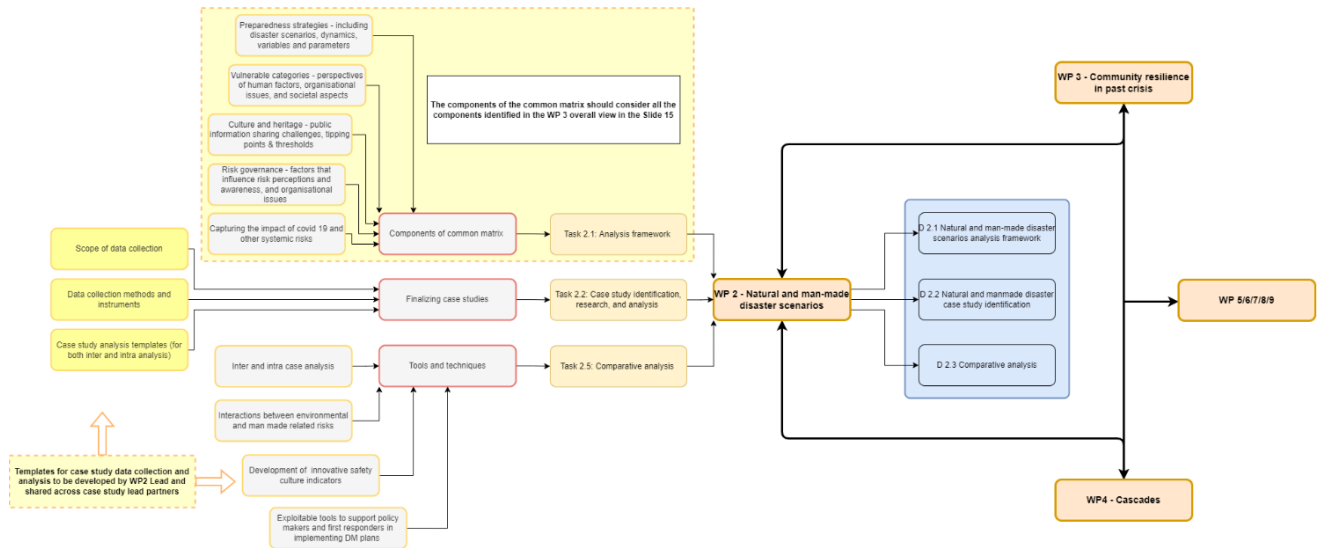 Preparedness strategies - including
disaster scenarios, dynamics,
variables and parameters
Vulnerable categories - perspectives
of human factors, organisational
issues, and societal aspects
Culture and heritage - public
information sharing challenges, tipping
points & thresholds
Risk governance - factors that
influence risk perceptions and
awareness, and organisational
issues
Capturing the impact of covid 19 and
other systemic risks
The components of the common matrix should consider all the
components identified in the WP 3 overall view in the Slide 15
Components of common matrix
Task 2.1: Analysis framework
Scope of data collection
Data collection methods and
instruments
Case study analysis templates (for
both inter and intra analysis)
Finalizing case studies
Task 2.2: Case study identification,
research, and analysis
Inter and intra case analysis
Interactions between environmental
and man made related risks
Development of innovative safety
culture indicators
Exploitable tools to support policy
makers and first responders in
implementing DM plans
Tools and techniques
Task 2.5: Comparative analysis
Templates for case study data collection and
analysis to be developed by WP2 Lead and
shared across case study lead partners
WP 2 - Natural and man-made
disaster scenarios
D 2.1 Natural and man-made disaster
scenarios analysis framework
D 2.2 Natural and manmade disaster
case study identification
D 2.3 Comparative analysis
WP 3 - Community resilience
in past crisis
WP 5/6/7/8/9
WP4 - Cascades